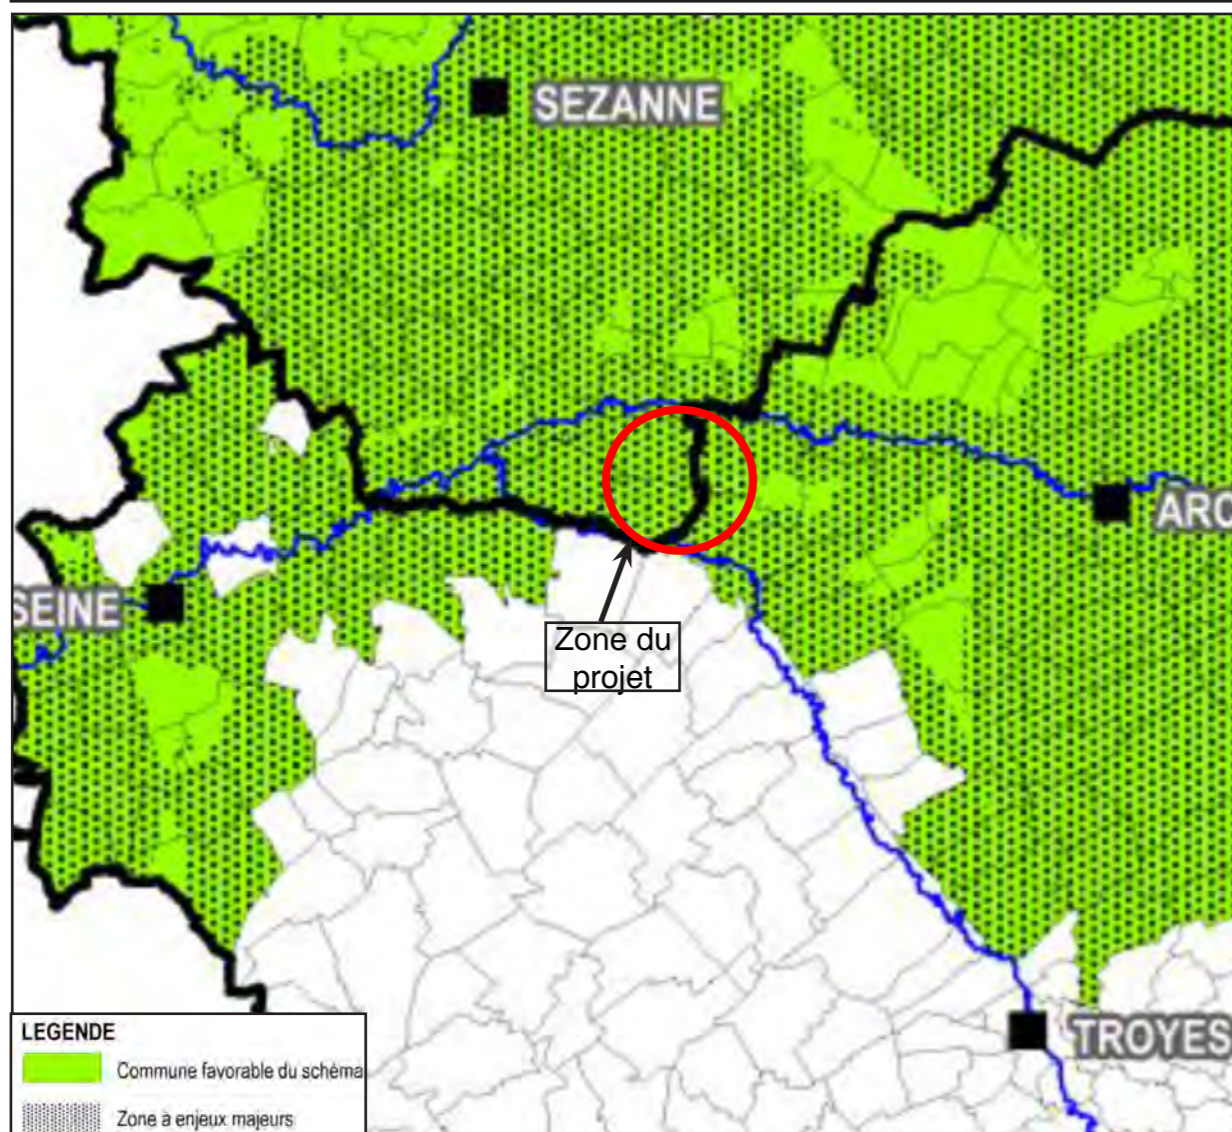 SEZANNE
ARC
SEINE
Zone du
projet
TROYES
LEGENDE
Commune favorable du schéma
Zone à enjeux majeurs